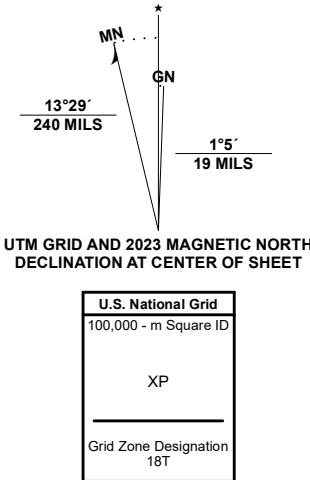 ★
MN
GN
13°29´
240 MILS
1°5´
19 MILS
UTM GRID AND 2023 MAGNETIC NORTH
DECLINATION AT CENTER OF SHEET
U.S. National Grid
100,000 - m Square ID
XP
Grid Zone Designation
18T